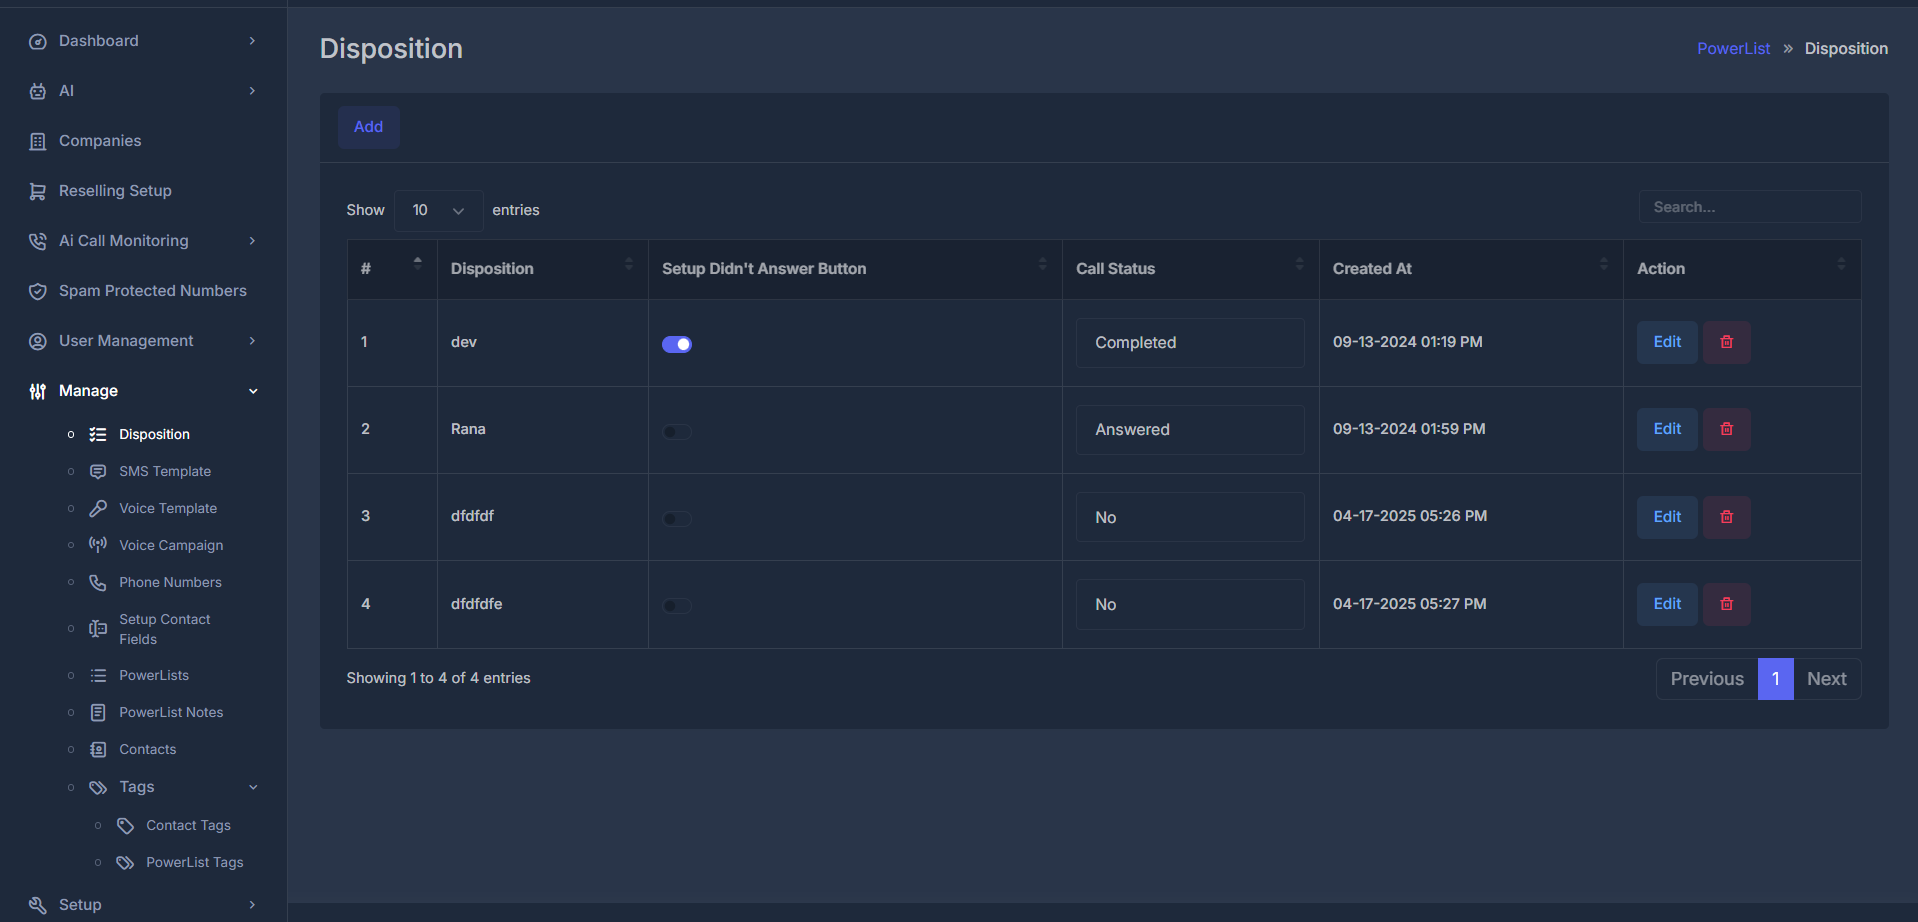 Dashboard
AI
Companies
Reselling Setup
Ai Call Monitoring
Spam Protected Numbers
User Management
Manage
Disposition
SMS Template
Voice Template
Voice Campaign
Phone Numbers
Setup Contact
Fields
PowerLists
PowerList Notes
Contacts
Tags
Contact Tags
PowerList Tags
Setup
Disposition
PowerList » Disposition
Add
Show 10 entries
Search...
# Disposition Setup Didn't Answer Button Call Status Created At Action
1 dev Completed 09-13-2024 01:19 PM Edit
2 Rana Answered 09-13-2024 01:59 PM Edit
3 dfdfdf No 04-17-2025 05:26 PM Edit
4 dfdfdfe No 04-17-2025 05:27 PM Edit
Showing 1 to 4 of 4 entries
Previous 1 Next